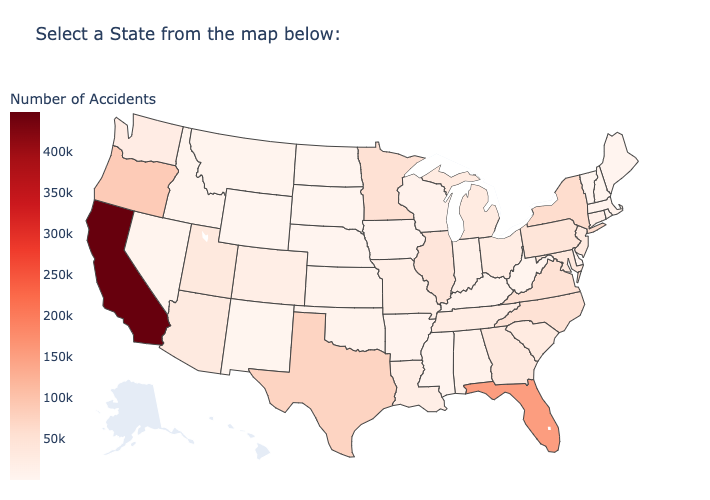 Select a State from the map below:
Number of Accidents
400k
350k
300k
250k
200k
150k
100k
50k